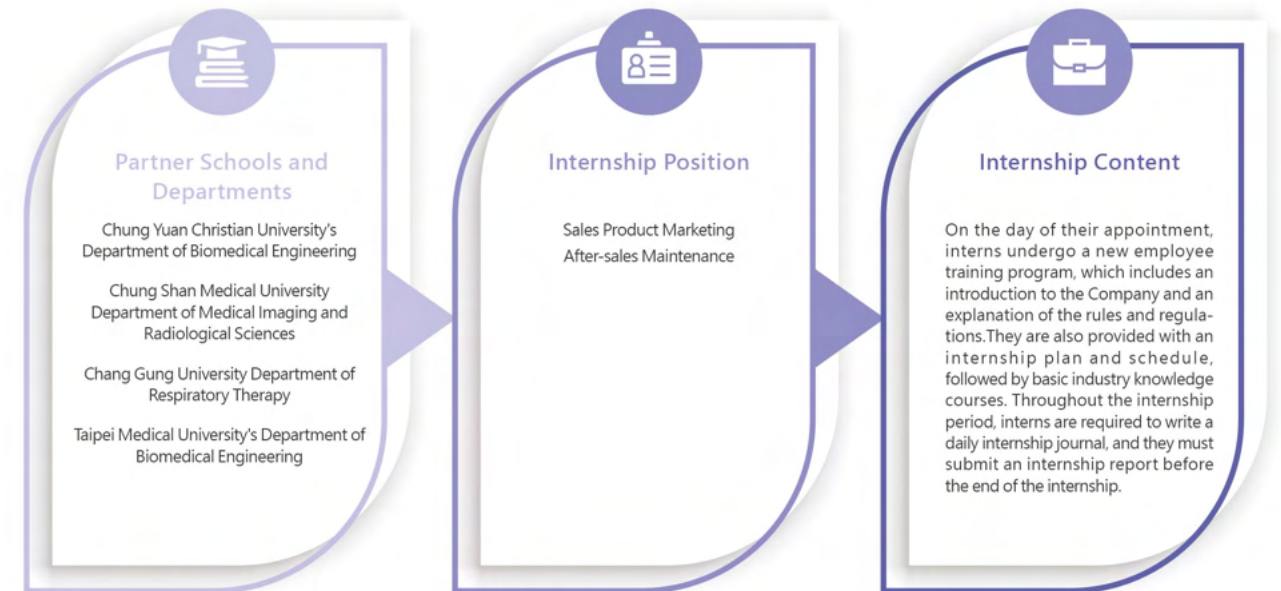 Partner Schools and
Departments
Chung Yuan Christian University's
Department of Biomedical Engineering
Chung Shan Medical University
Department of Medical Imaging and
Radiological Sciences
Chang Gung University Department of
Respiratory Therapy
Taipei Medical University's Department of
Biomedical Engineering
Internship Position
Sales Product Marketing
After-sales Maintenance
Internship Content
On the day of their appointment,
interns undergo a new employee
training program, which includes an
introduction to the Company and an
explanation of the rules and regula-
tions.They are also provided with an
internship plan and schedule,
followed by basic industry knowledge
courses. Throughout the internship
period, interns are required to write a
daily internship journal, and they must
submit an internship report before
the end of the internship.